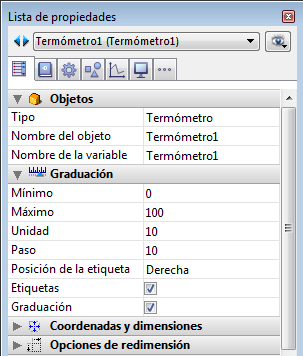 Lista de propiedades
Termómetro1 (Termómetro1)
Objetos
Tipo Termómetro
Nombre del objeto Termómetro1
Nombre de la variable Termómetro1
Graduación
Mínimo 0
Máximo 100
Unidad 10
Paso 10
Posición de la etiqueta Derecha
Etiquetas
Graduación
Coordenadas y dimensiones
Opciones de redimensión